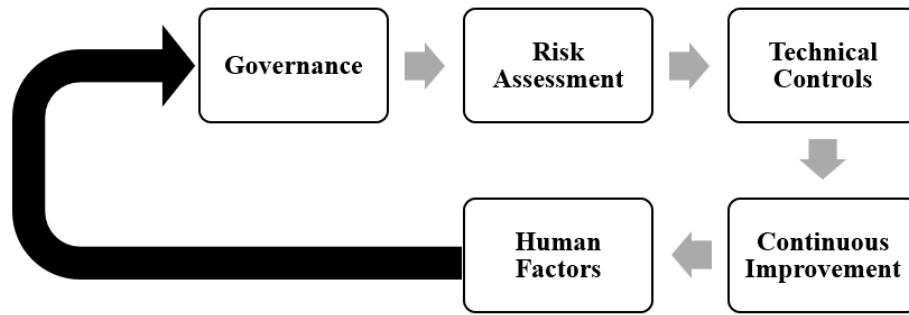 Governance
Risk
Assessment
Technical
Controls
Human
Factors
Continuous
Improvement